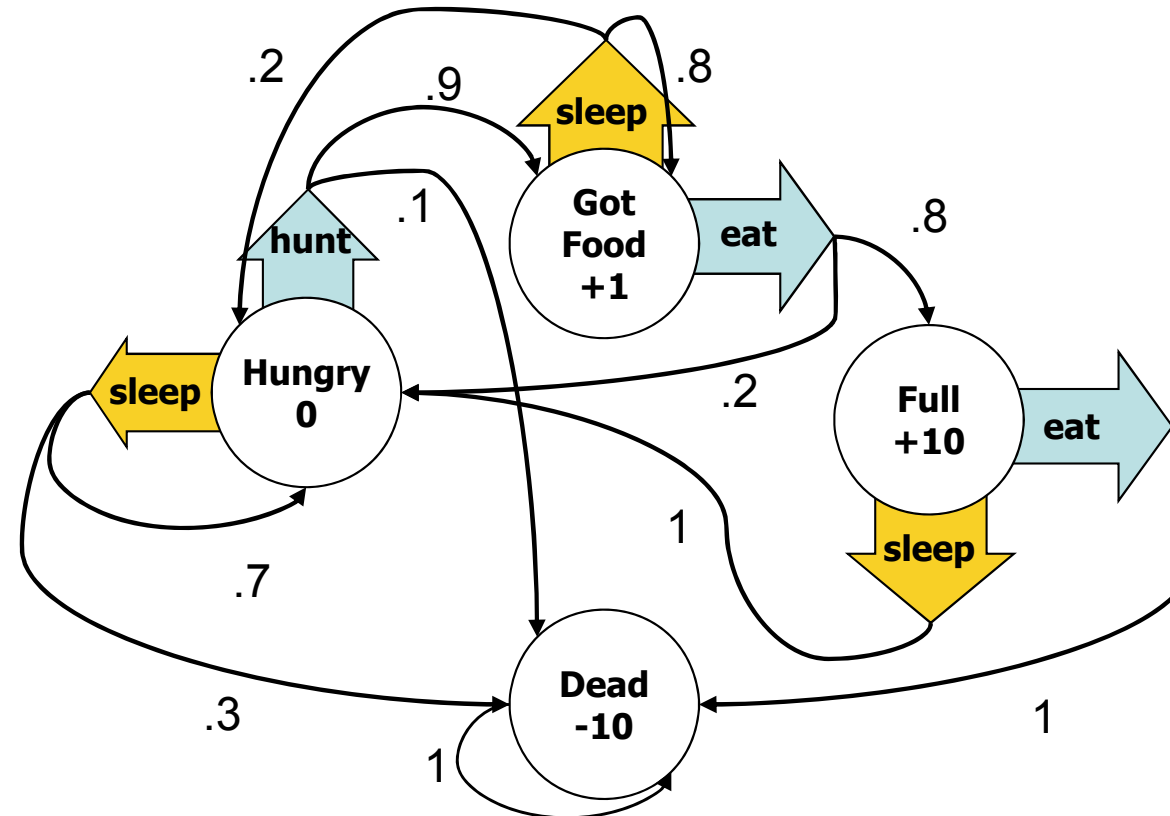 .2
.9
.8
sleep
.1
Got
Food
+1
eat
.8
hunt
sleep
Hungry
0
.2
Full
+10
eat
1
sleep
.7
.3
Dead
-10
1
1